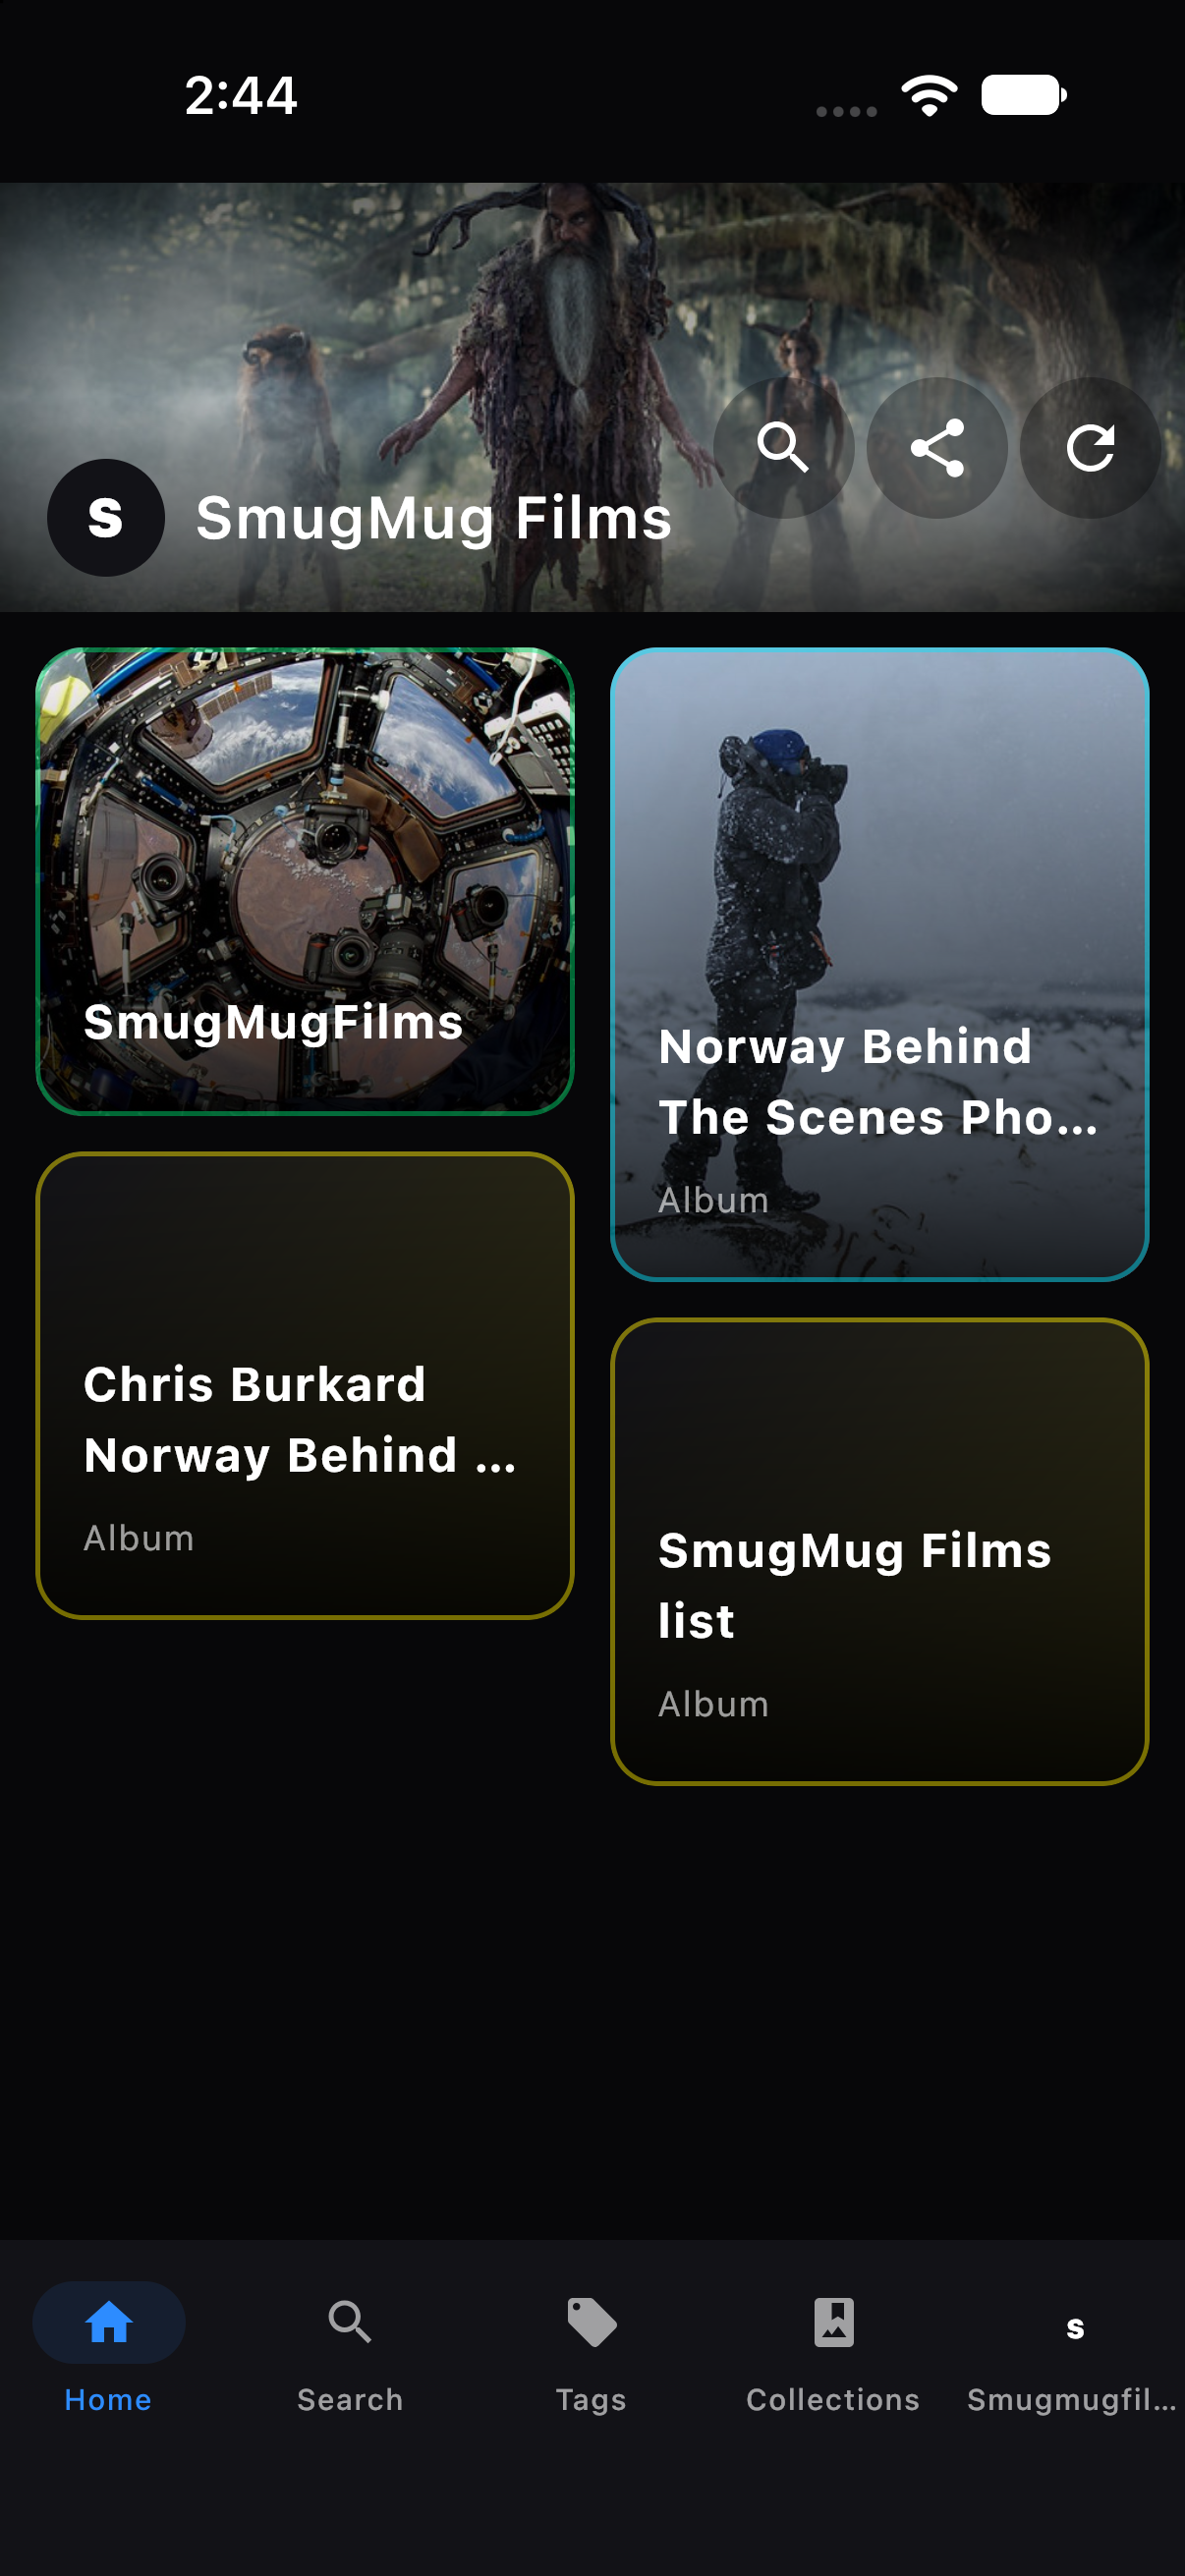 2:44
S
SmugMug Films
SmugMugFilms
Norway Behind
The Scenes Pho...
Album
Chris Burkard
Norway Behind ...
Album
SmugMug Films
list
Album
Home
Search
Tags
Collections
s
Smugmugfil...